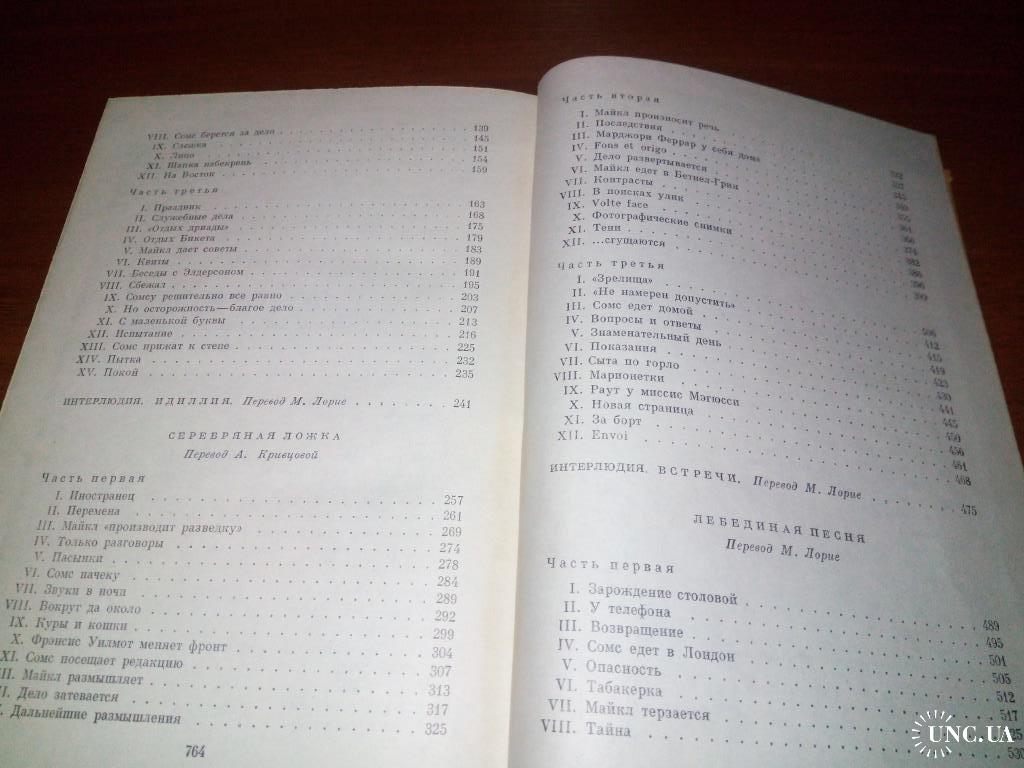 VIII. Сомс берется за дело 139
IX. Слежка 145
X. Лицо 151
XI. Шапка набекрень 154
XII. На Восток 159
Часть третья
I. Праздник 163
II. Служебные дела 168
III. «Отдых дриады» 175
IV. Отдых Бикета 179
V. Майкл дает советы 183
VI. Квиты 189
VII. Беседы с Элдерсоном 191
VIII. Сбежал 195
IX. Сомсу решительно все равно 203
X. Но осторожность — благое дело 207
XI. С маленькой буквы 213
XII. Испытание 216
XIII. Сомс прижат к стене 225
XIV. Пытка 232
XV. Покой 235
ИНТЕРЛЮДИЯ. ИДИЛЛИЯ. Перевод М. Лорие 241
СЕРЕБРЯНАЯ ЛОЖКА
Перевод А. Кривцовой
Часть первая
I. Иностранец 257
II. Перемена 261
III. Майкл «производит разведку» 269
IV. Только разговоры 274
V. Пасынки 278
VI. Сомс начеку 284
VII. Звуки в ночи 289
VIII. Вокруг да около 292
IX. Куры и кошки 299
X. Фрэнсис Уилмот меняет фронт 304
XI. Сомс посещает редакцию 307
III. Майкл размышляет 313
II. Дело затевается 317
Дальнейшие размышления 325
764
Часть вторая
I. Майкл произносит речь
II. Последствия
III. Марджори Феррар у себя дома
IV. Fons et origo
V. Дело развертывается
VI. Майкл едет в Бетнел-Грин
VII. Контрасты
VIII. В поисках улик
IX. Volte face
X. Фотографические снимки
XI. Тени
XII. ...сгущаются
Часть третья
I. «Зрелища»
II. «Не намерен допустить»
III. Сомс едет домой
IV. Вопросы и ответы
V. Знаменательный день
VI. Показания
VII. Сыта по горло
VIII. Марионетки
IX. Раут у миссис Мэгюсси
X. Новая страница
XI. За борт
XII. Envoi
ИНТЕРЛЮДИЯ. ВСТРЕЧИ. Перевод М. Лорие 475
ЛЕБЕДИНАЯ ПЕСНЯ
Перевод М. Лорие
Часть первая
I. Зарождение столовой 489
II. У телефона 495
III. Возвращение 501
IV. Сомс едет в Лондон 505
V. Опасность 512
VI. Табакерка 517
VII. Майкл терзается
VIII. Тайна 530
UNC.UA